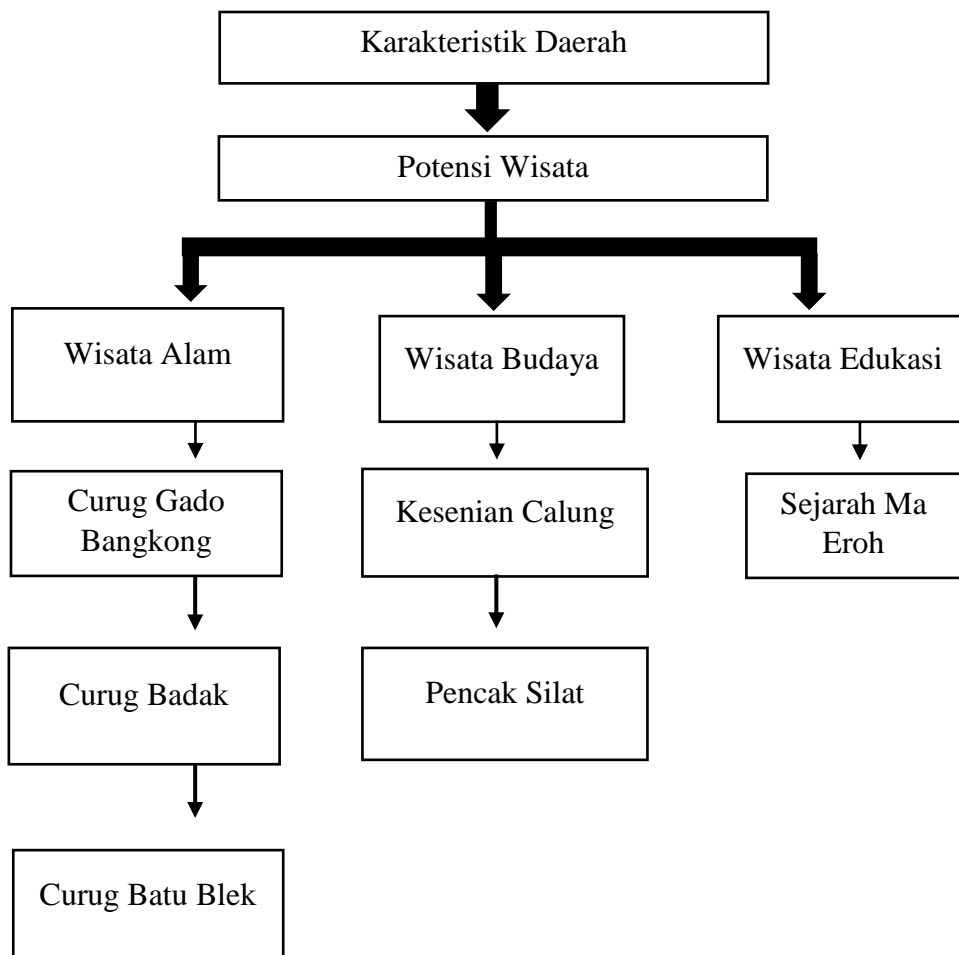 Karakteristik Daerah
Potensi Wisata
Wisata Alam
Wisata Budaya
Wisata Edukasi
Curug Gado
Bangkong
Kesenian Calung
Sejarah Ma
Eroh
Curug Badak
Pencak Silat
Curug Batu Blek